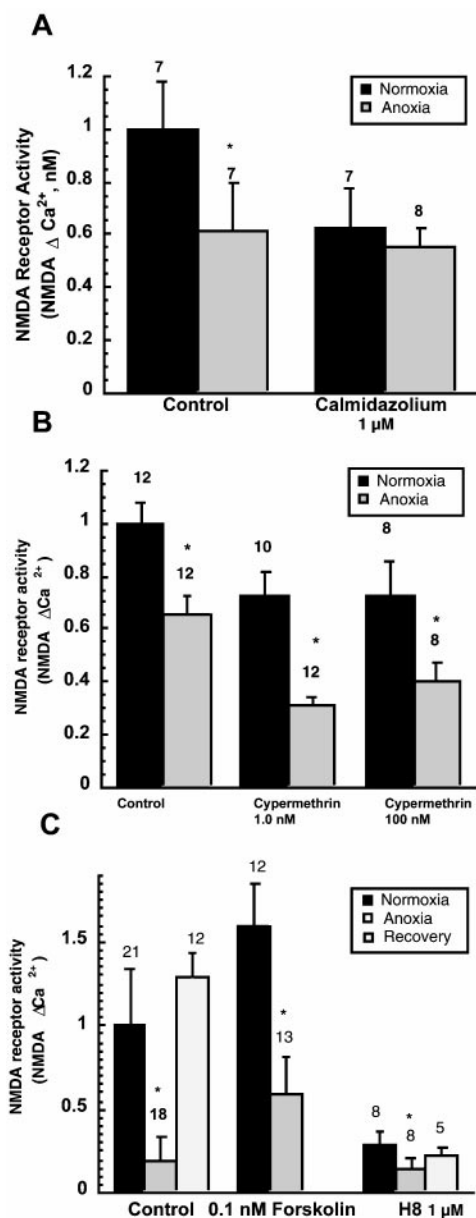 A
NMDA Receptor Activity
(NMDA Δ Ca²⁺, nM)
1.2
1
0.8
0.6
0.4
0.2
0
7
*
7
7
8
Normoxia
Anoxia
Control
Calmidazolium
1 µM
B
NMDA receptor activity
(NMDA ΔCa ²⁺)
1.2
1
0.8
0.6
0.4
0.2
0
12
*
12
10
*
12
8
*
8
Normoxia
Anoxia
Control
Cypermethrin
1.0 nM
Cypermethrin
100 nM
C
NMDA receptor activity
(NMDA ΔCa ²⁺)
1.5
1
0.5
0
21
*
18
12
12
*
13
8
*
8
5
Normoxia
Anoxia
Recovery
Control
0.1 nM Forskolin
H8 1 µM